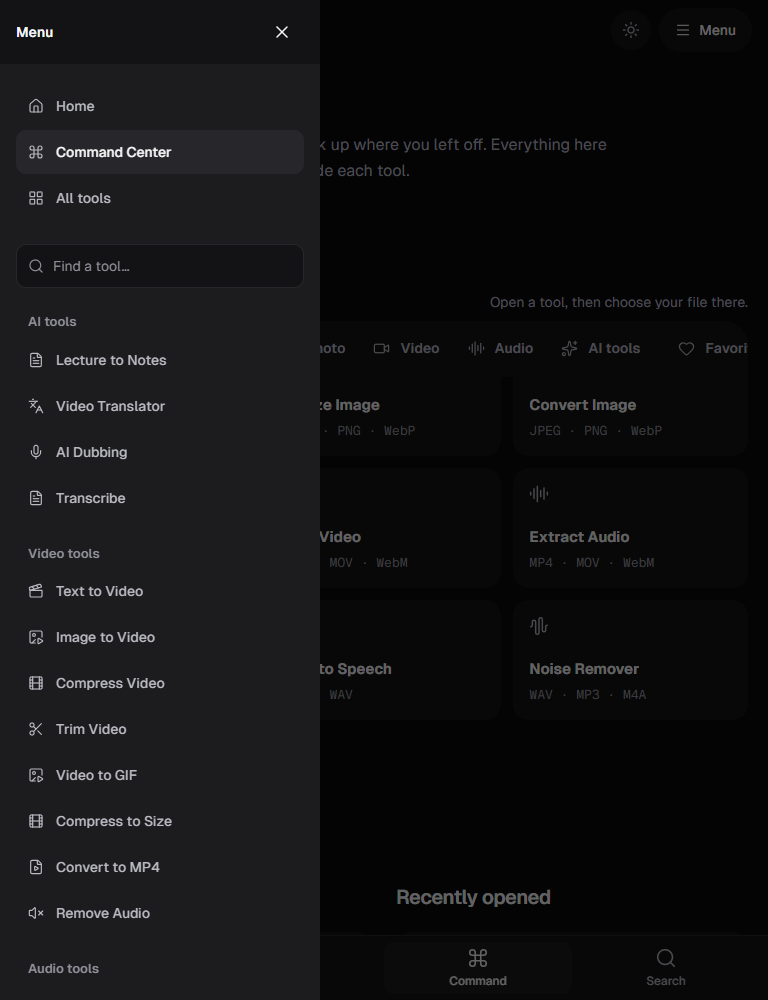 Menu
Home
Command Center
All tools
Find a tool...
AI tools
Lecture to Notes
Video Translator
AI Dubbing
Transcribe
Video tools
Text to Video
Image to Video
Compress Video
Trim Video
Video to GIF
Compress to Size
Convert to MP4
Remove Audio
Audio tools
Menu
up where you left off. Everything here
each tool.
Open a tool, then choose your file there.
Video
Audio
AI tools
Image
· PNG · WebP
Convert Image
JPEG · PNG · WebP
Video
MOV · WebM
Extract Audio
MP4 · MOV · WebM
to Speech
WAV
Noise Remover
WAV · MP3 · M4A
Recently opened
Command
Search